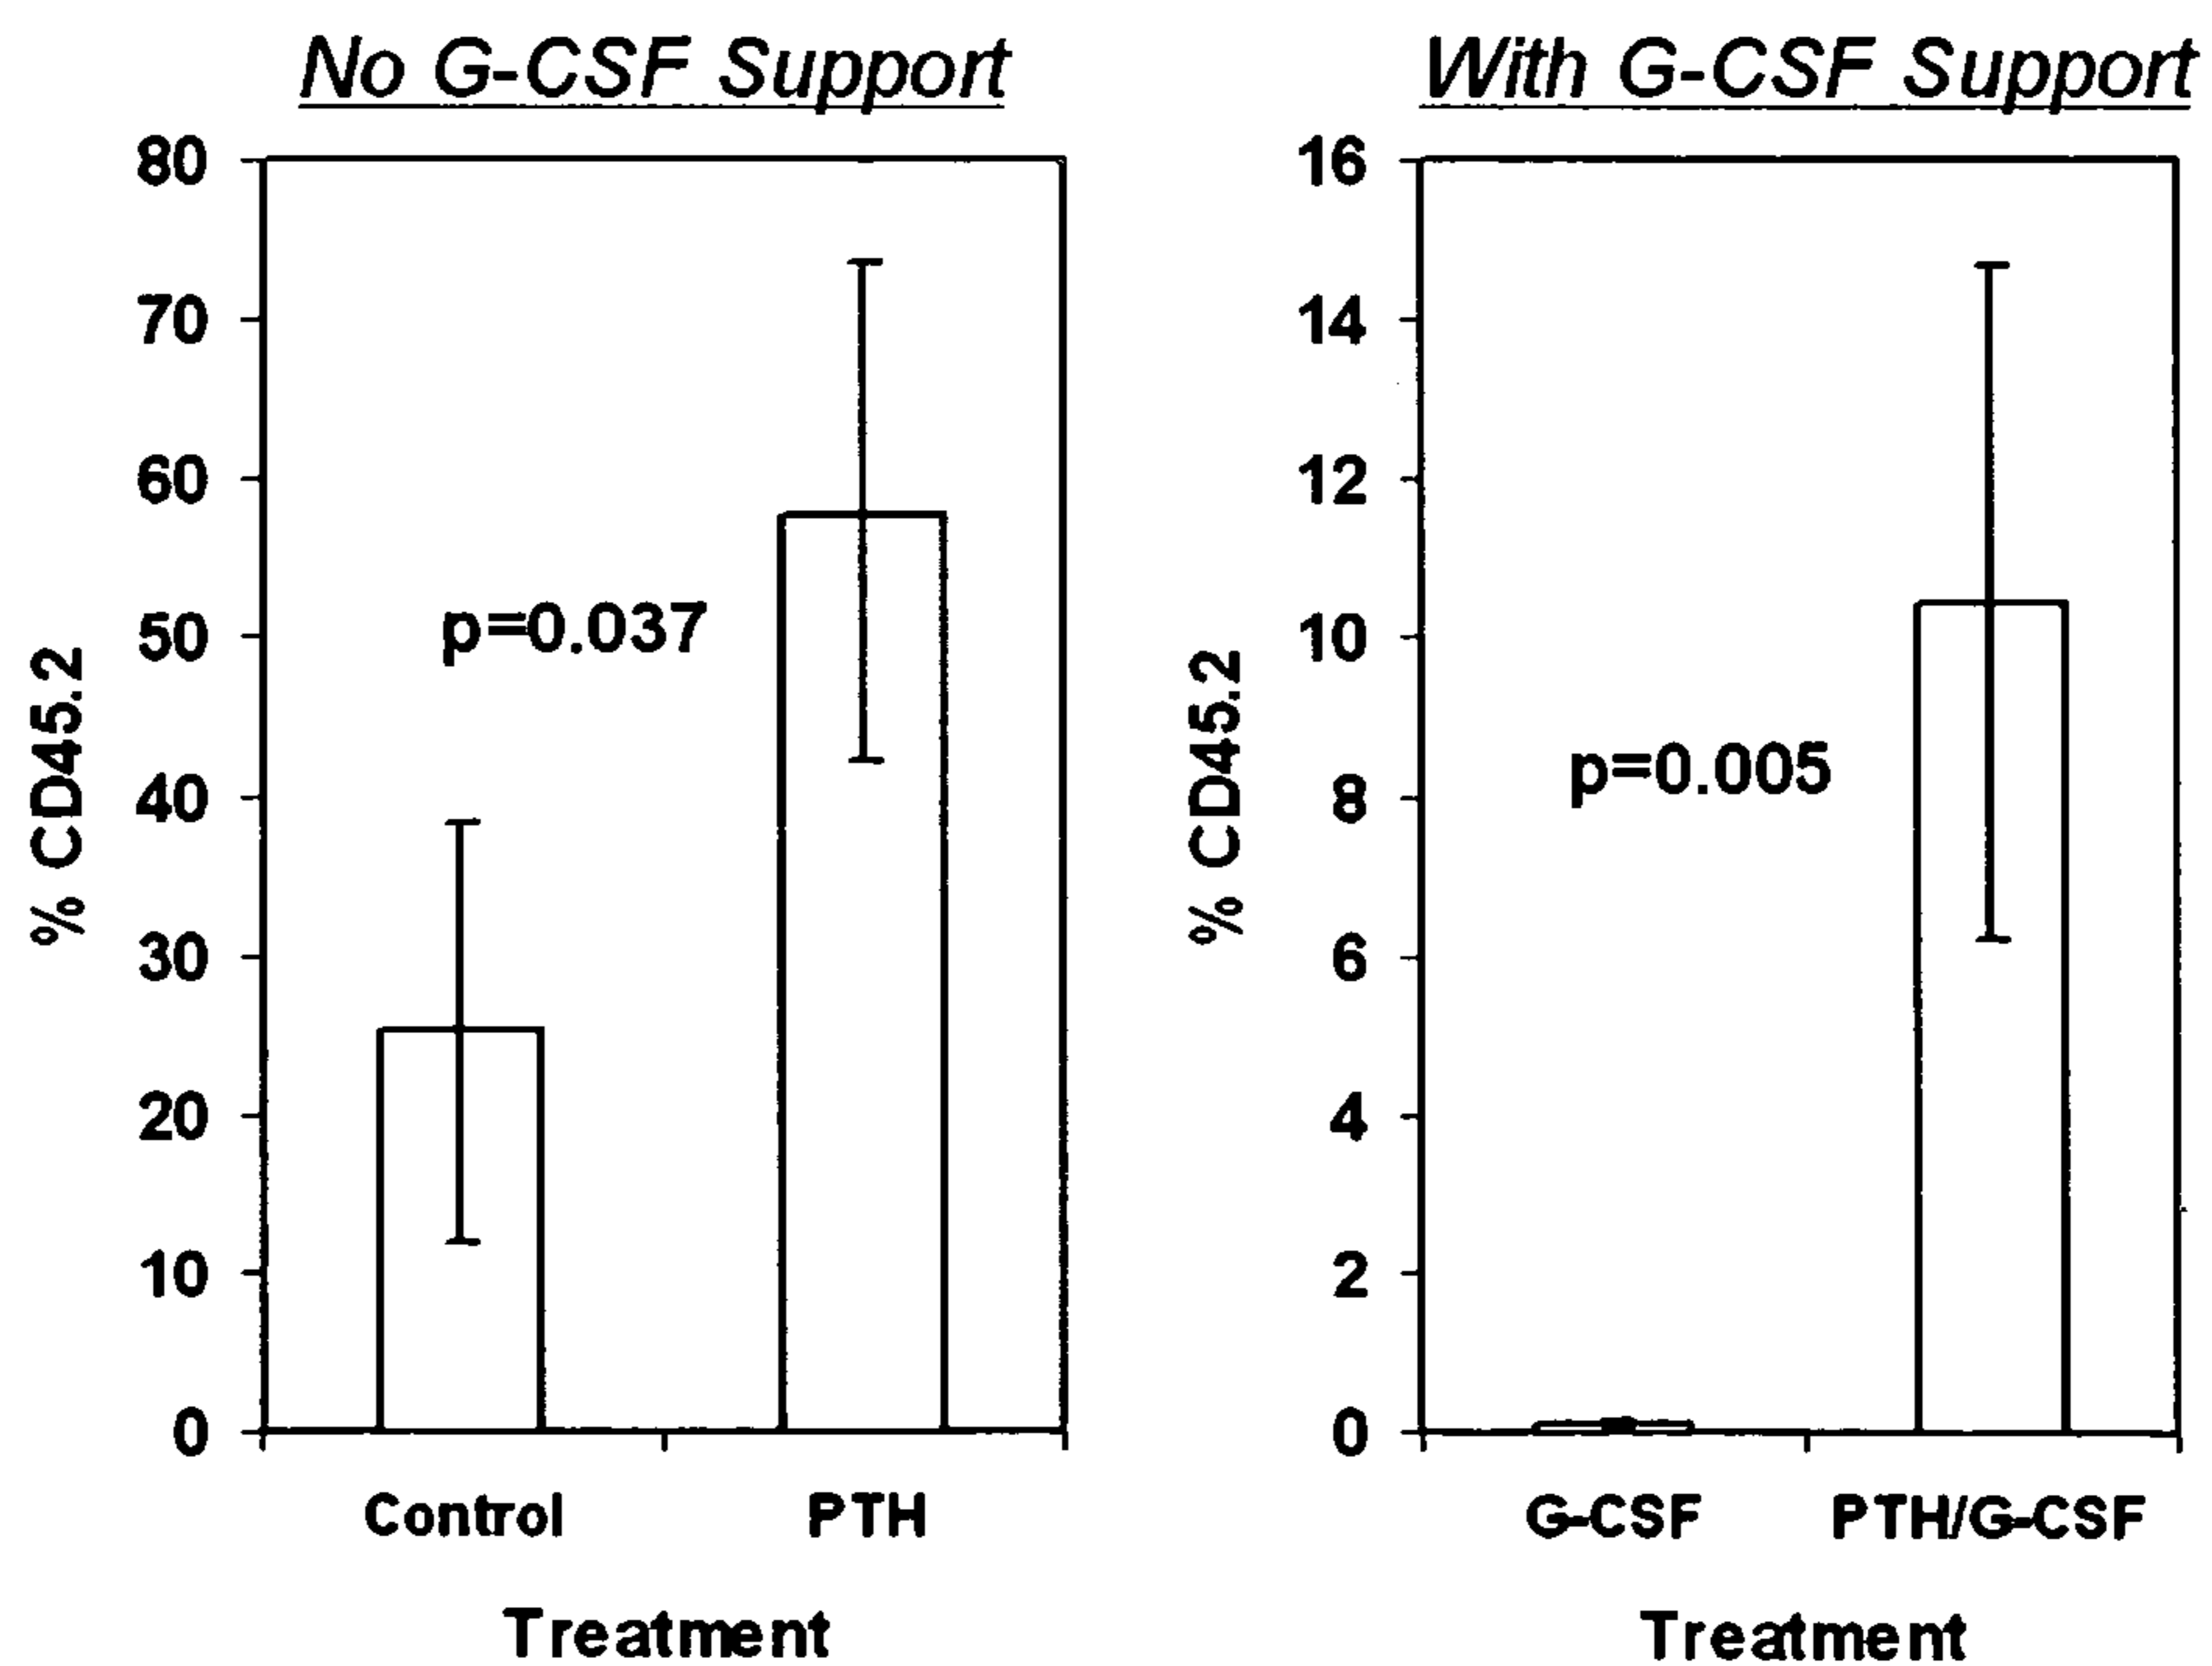 No G-CSF Support
80
70
60
50
40
30
20
10
0
% CD45.2
p=0.037
Control PTH
Treatment
With G-CSF Support
16
14
12
10
8
6
4
2
0
% CD45.2
p=0.005
G-CSF PTH/G-CSF
Treatment